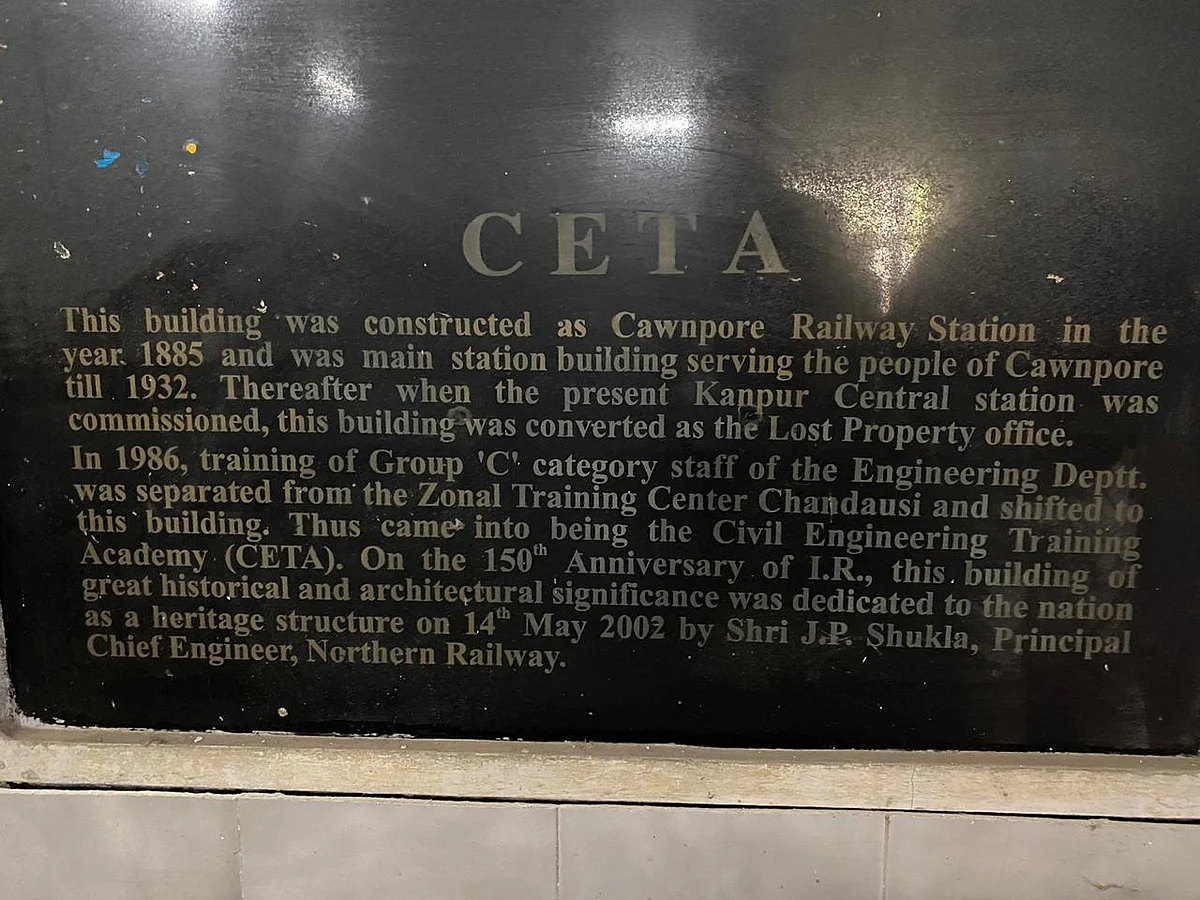 CETA
This building was constructed as Cawnpore Railway Station in the
year 1885 and was main station building serving the people of Cawnpore
till 1932. Thereafter when the present Kanpur Central station was
commissioned, this building was converted as the Lost Property office.
In 1986, training of Group 'C' category staff of the Engineering Deptt.
was separated from the Zonal Training Center Chandausi and shifted to
this building. Thus came into being the Civil Engineering Training
Academy (CETA). On the 150th Anniversary of I.R., this building of
great historical and architectural significance was dedicated to the nation
as a heritage structure on 14th May 2002 by Shri J.P. Shukla, Principal
Chief Engineer, Northern Railway.